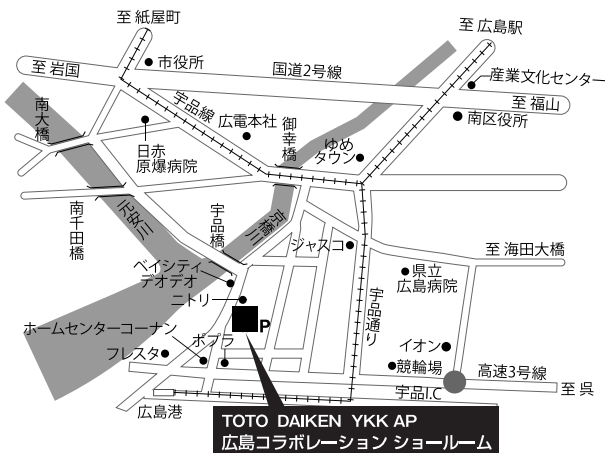 至 紙屋町
至 広島駅
市役所
至 岩国
国道2号線
産業文化センター
至 福山
南大橋
宇品線
広電本社
御幸橋
南区役所
日赤
原爆病院
ゆめ
タウン
南千田橋
元安川
宇品橋
京橋川
ジャスコ
至 海田大橋
ベイシティ
デオデオ
県立
広島病院
ニトリ
宇品通り
P
ホームセンターコーナン
ポプラ
フレスタ
イオン
競輪場
高速3号線
宇品I.C
至 呉
広島港
TOTO DAIKEN YKK AP
広島コラボレーション ショールーム